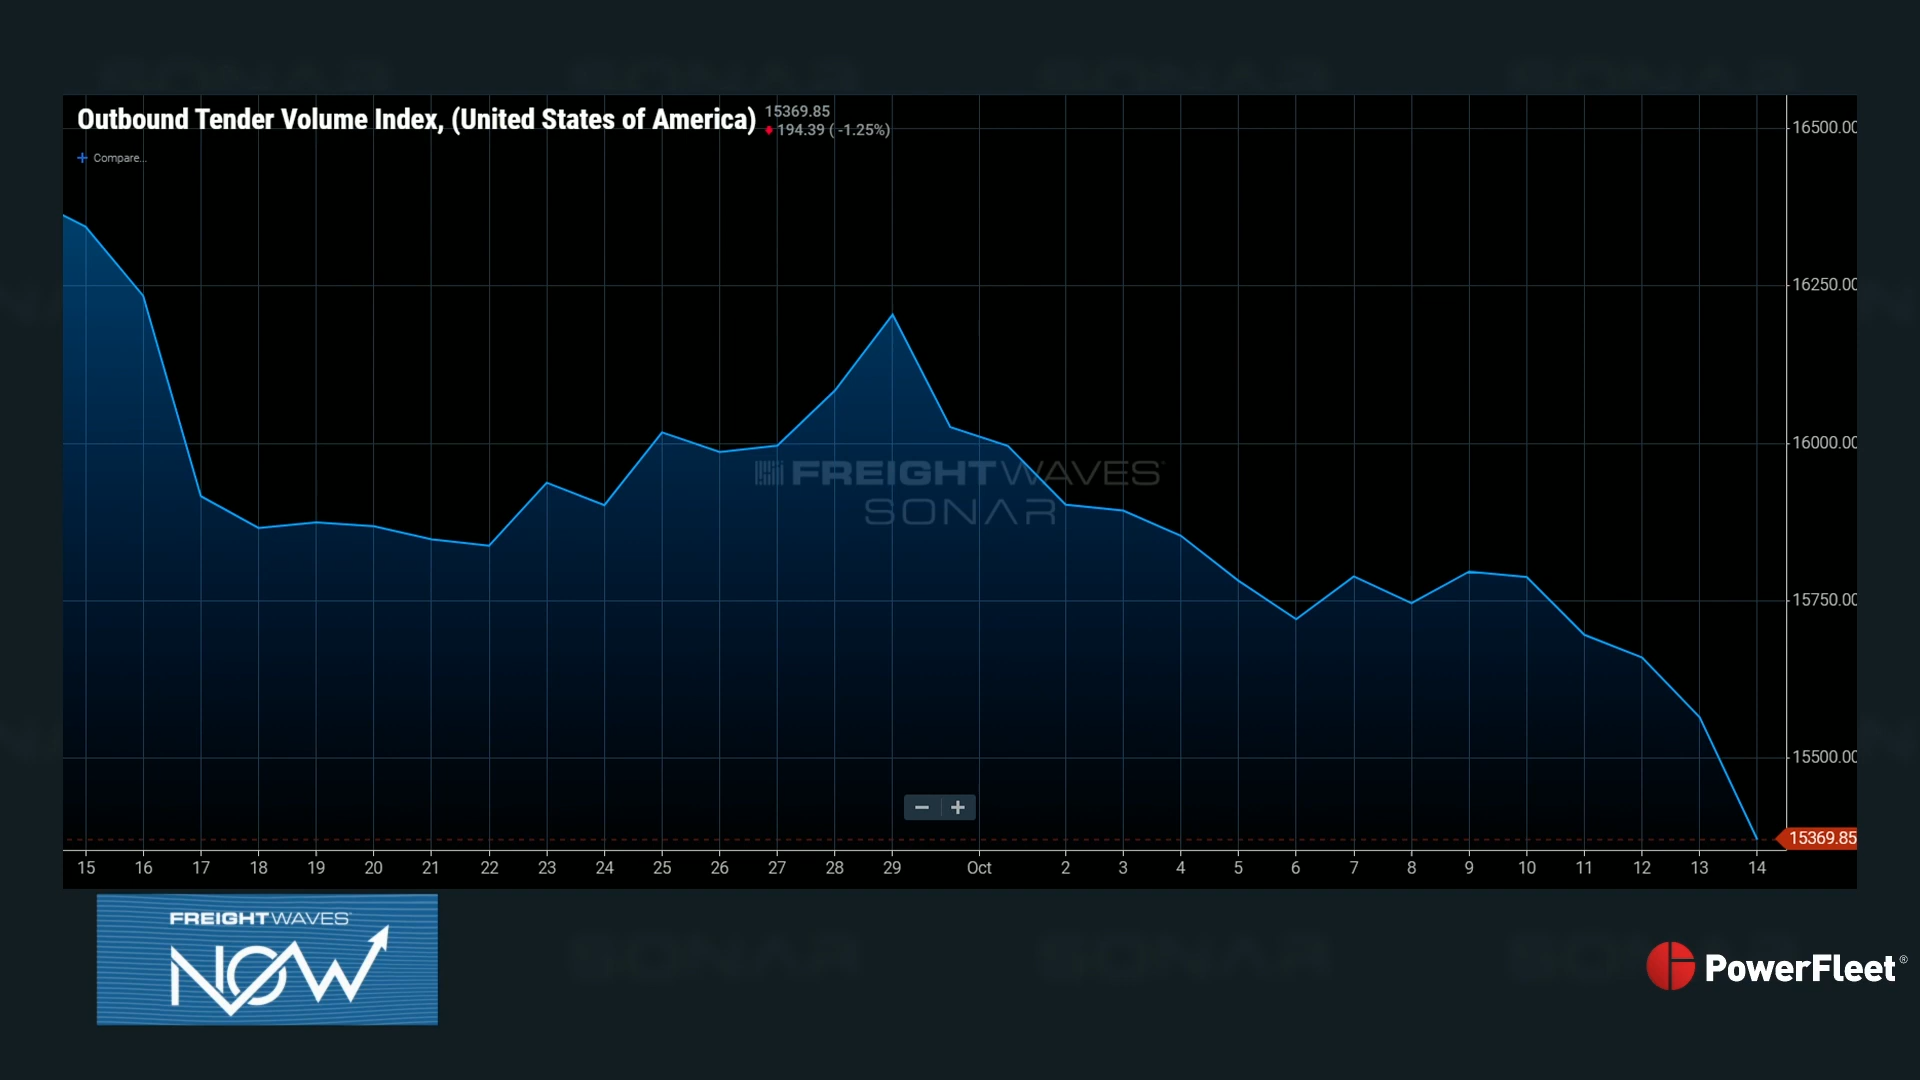 Outbound Tender Volume Index, (United States of America) 15369.85
194.39 ( -1.25%)
+ Compare...
16500.00
16250.00
16000.00
15750.00
15500.00
15369.85
FREIGHTWAVES
SONAR
− +
15 16 17 18 19 20 21 22 23 24 25 26 27 28 29 Oct 2 3 4 5 6 7 8 9 10 11 12 13 14
FREIGHTWAVES
NOW
PowerFleet®